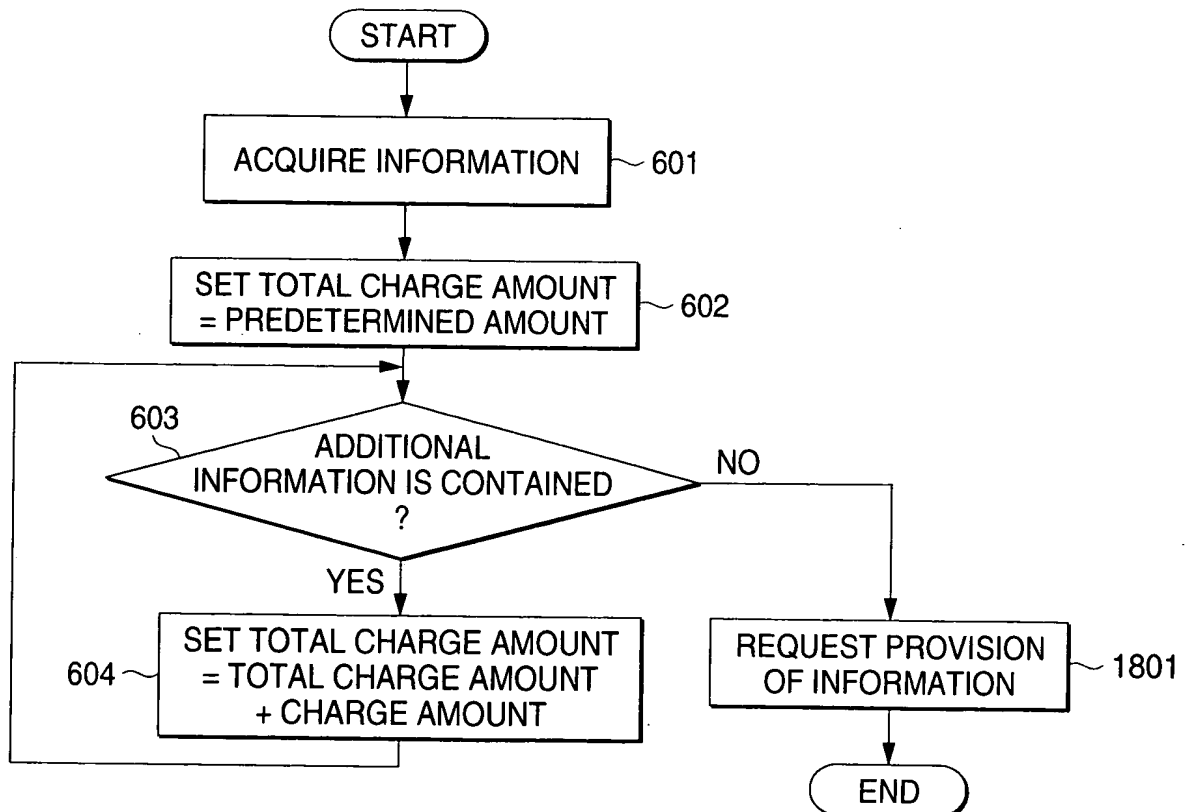 START
ACQUIRE INFORMATION
601
SET TOTAL CHARGE AMOUNT
= PREDETERMINED AMOUNT
602
603
ADDITIONAL
INFORMATION IS CONTAINED
?
NO
YES
SET TOTAL CHARGE AMOUNT
= TOTAL CHARGE AMOUNT
+ CHARGE AMOUNT
604
REQUEST PROVISION
OF INFORMATION
1801
END